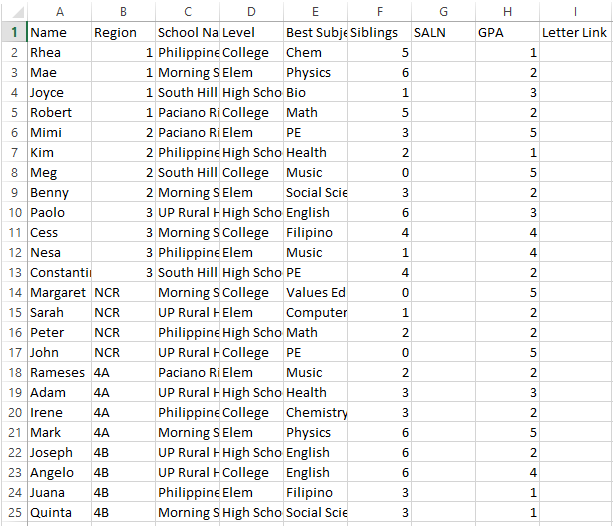 A B C D E F G H I
1 Name Region School Na Level Best Subje Siblings SALN GPA Letter Link
2 Rhea 1 Philippine College Chem 5 1
3 Mae 1 Morning S Elem Physics 6 2
4 Joyce 1 South Hill High Scho Bio 1 3
5 Robert 1 Paciano Ri College Math 5 2
6 Mimi 2 Paciano Ri Elem PE 3 5
7 Kim 2 Philippine High Scho Health 2 1
8 Meg 2 South Hill College Music 0 5
9 Benny 2 Morning S Elem Social Scie 3 2
10 Paolo 3 UP Rural H High Scho English 6 3
11 Cess 3 Morning S College Filipino 4 4
12 Nesa 3 Philippine Elem Music 1 4
13 Constanti 3 South Hill High Scho PE 4 2
14 Margaret NCR Morning S College Values Ed 0 5
15 Sarah NCR UP Rural H Elem Computer 1 2
16 Peter NCR Philippine High Scho Math 2 2
17 John NCR UP Rural H College PE 0 5
18 Rameses 4A Paciano Ri Elem Music 2 2
19 Adam 4A UP Rural H High Scho Health 3 3
20 Irene 4A Philippine College Chemistry 3 2
21 Mark 4A Morning S Elem Physics 6 5
22 Joseph 4B UP Rural H High Scho English 6 2
23 Angelo 4B UP Rural H College English 6 4
24 Juana 4B Philippine Elem Filipino 3 1
25 Quinta 4B Morning S High Scho Social Scie 3 1